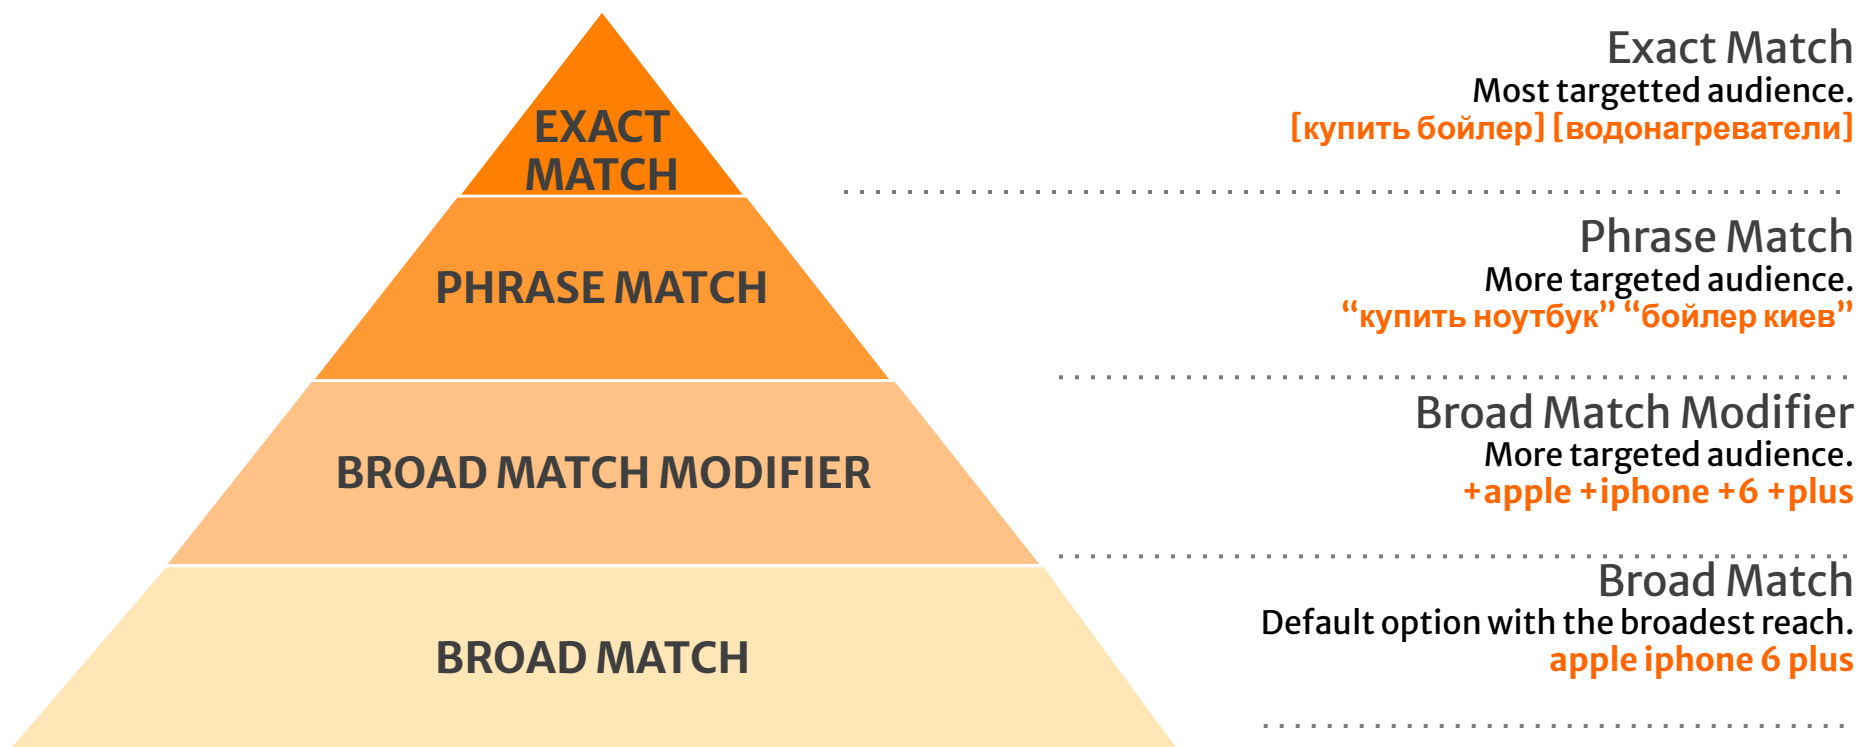 EXACT
MATCH
Exact Match
Most targetted audience.
[купить бойлер] [водонагреватели]
PHRASE MATCH
Phrase Match
More targeted audience.
“купить ноутбук” “бойлер киев”
BROAD MATCH MODIFIER
Broad Match Modifier
More targeted audience.
+apple +iphone +6 +plus
BROAD MATCH
Broad Match
Default option with the broadest reach.
apple iphone 6 plus